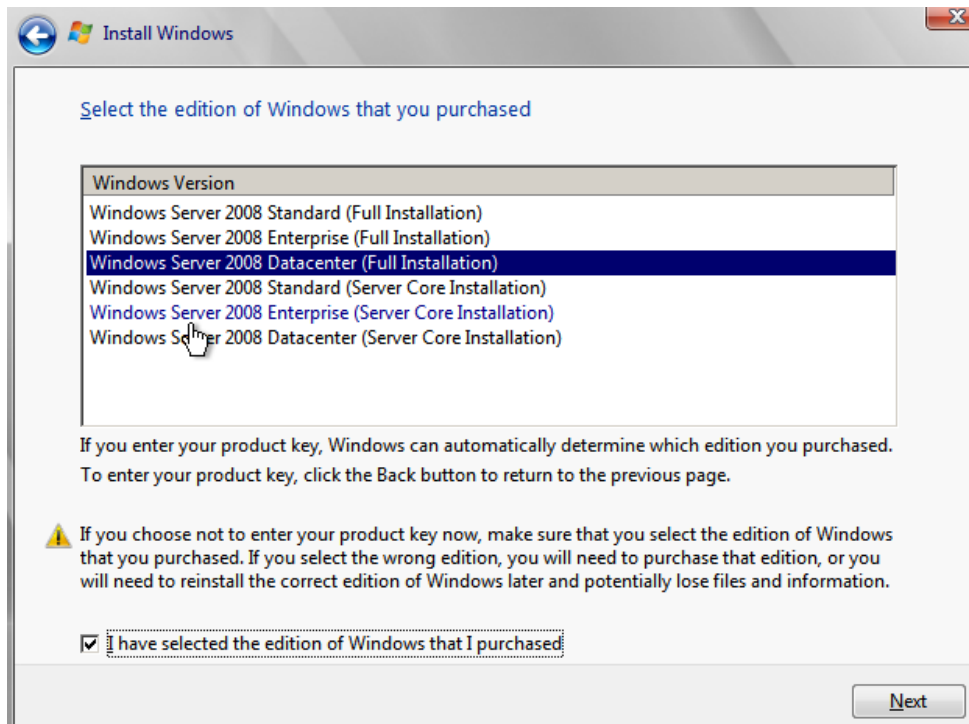 Install Windows
Select the edition of Windows that you purchased
Windows Version
Windows Server 2008 Standard (Full Installation)
Windows Server 2008 Enterprise (Full Installation)
Windows Server 2008 Datacenter (Full Installation)
Windows Server 2008 Standard (Server Core Installation)
Windows Server 2008 Enterprise (Server Core Installation)
Windows Server 2008 Datacenter (Server Core Installation)
If you enter your product key, Windows can automatically determine which edition you purchased.
To enter your product key, click the Back button to return to the previous page.
If you choose not to enter your product key now, make sure that you select the edition of Windows
that you purchased. If you select the wrong edition, you will need to purchase that edition, or you
will need to reinstall the correct edition of Windows later and potentially lose files and information.
I have selected the edition of Windows that I purchased
Next